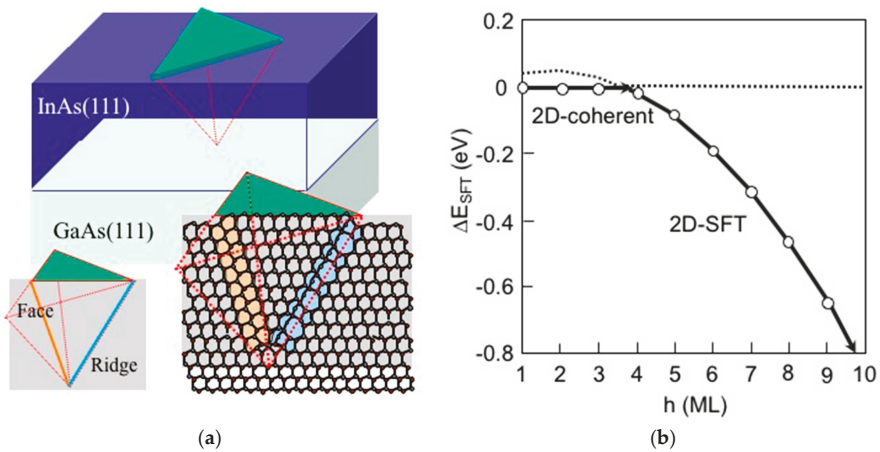 InAs(111)
GaAs(111)
Face
Ridge
(a)
0.2
0
-0.2
-0.4
-0.6
-0.8
ΔE_SFT (eV)
2D-coherent
2D-SFT
1 2 3 4 5 6 7 8 9 10
h (ML)
(b)